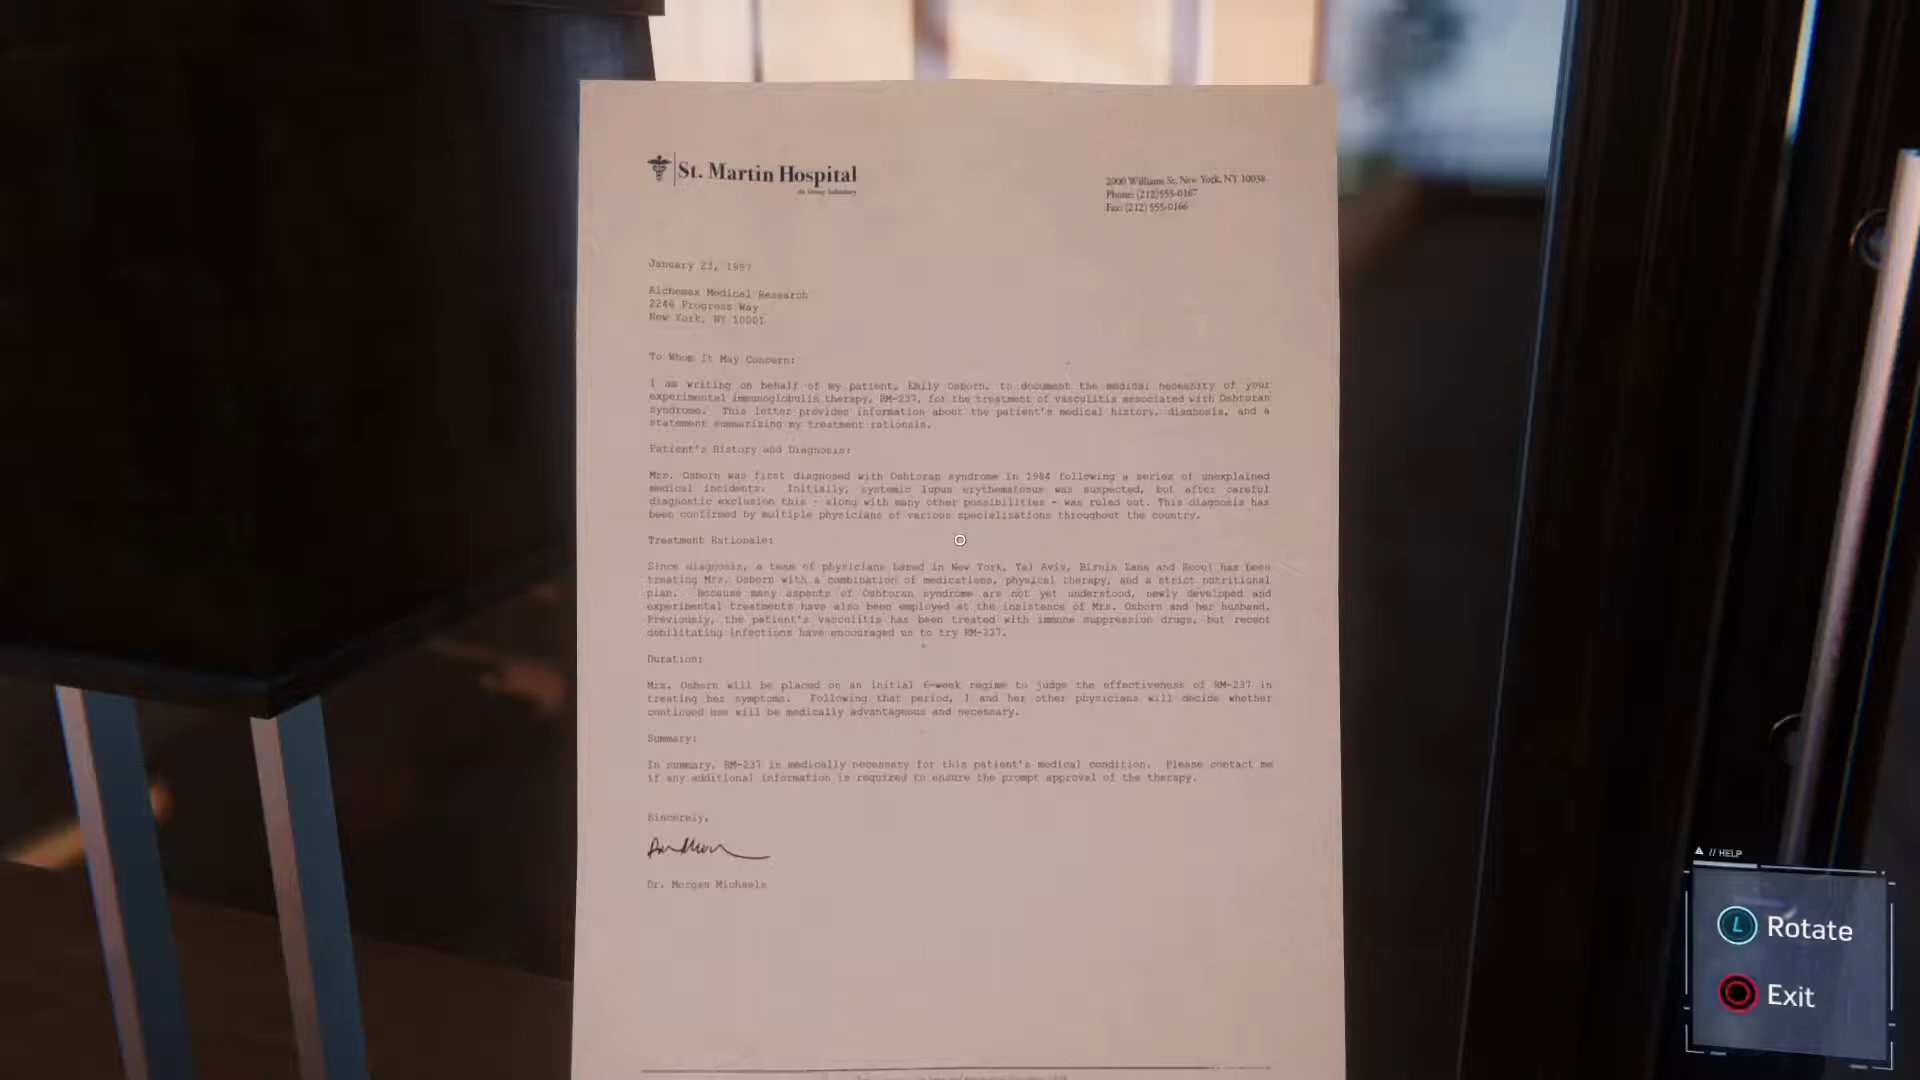 St. Martin Hospital
2000 Williams St, New York, NY 10038
Phone: (212)555-0167
Fax: (212) 555-0166
January 23, 1987
Alchemax Medical Research
2246 Progress Way
New York, NY 10001
To Whom It May Concern:
I am writing on behalf of my patient, Emily Osborn, to document the medical necessity of your
experimental immunoglobulin therapy, RM-237, for the treatment of vasculitis associated with Oshtoran
syndrome. This letter provides information about the patient's medical history, diagnosis, and a
statement summarizing my treatment rationale.
Patient's History and Diagnosis:
Mrs. Osborn was first diagnosed with Oshtoran syndrome in 1984 following a series of unexplained
medical incidents. Initially, systemic lupus erythematosus was suspected, but after careful
diagnostic exclusion this - along with many other possibilities - was ruled out. This diagnosis has
been confirmed by multiple physicians of various specialisations throughout the country.
Treatment Rationale:
Since diagnosis, a team of physicians based in New York, Tel Aviv, Birnin Zana and Seoul has been
treating Mrs. Osborn with a combination of medications, physical therapy, and a strict nutritional
plan. Because many aspects of Oshtoran syndrome are not yet understood, newly developed and
experimental treatments have also been employed at the insistence of Mrs. Osborn and her husband.
Previously, the patient's vasculitis has been treated with immune suppression drugs, but recent
debilitating infections have encouraged us to try RM-237.
Duration:
Mrs. Osborn will be placed on an initial 6-week regime to judge the effectiveness of RM-237 in
treating her symptoms. Following that period, I and her other physicians will decide whether
continued use will be medically advantageous and necessary.
Summary:
In summary, RM-237 is medically necessary for this patient's medical condition. Please contact me
if any additional information is required to ensure the prompt approval of the therapy.
Sincerely,
Dr. Morgan Michaels
// HELP
L Rotate
Exit